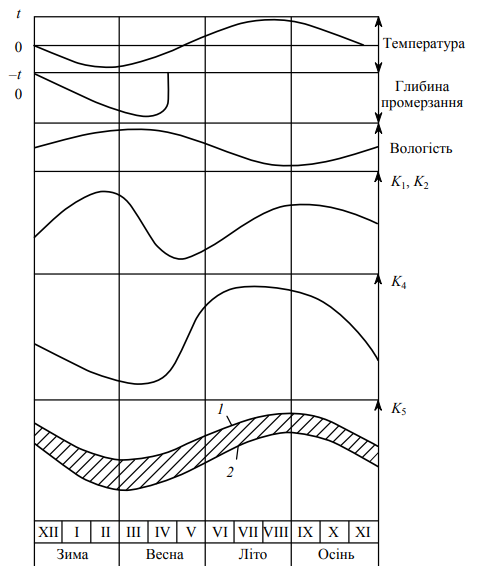 t
0
Температура
–t
0
Глибина
промерзання
Вологість
K1, K2
K4
K5
1
2
XII I II III IV V VI VII VIII IX X XI
Зима Весна Літо Осінь